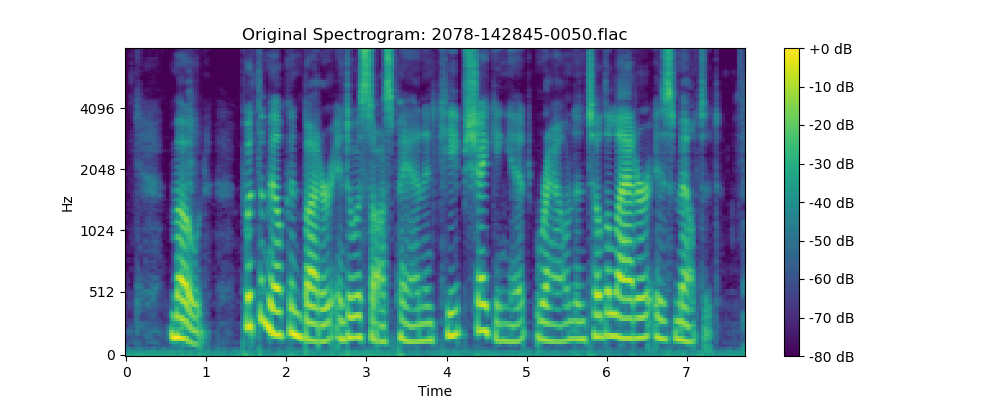 Original Spectrogram: 2078-142845-0050.flac
Hz
4096
2048
1024
512
0
0 1 2 3 4 5 6 7
Time
+0 dB
-10 dB
-20 dB
-30 dB
-40 dB
-50 dB
-60 dB
-70 dB
-80 dB